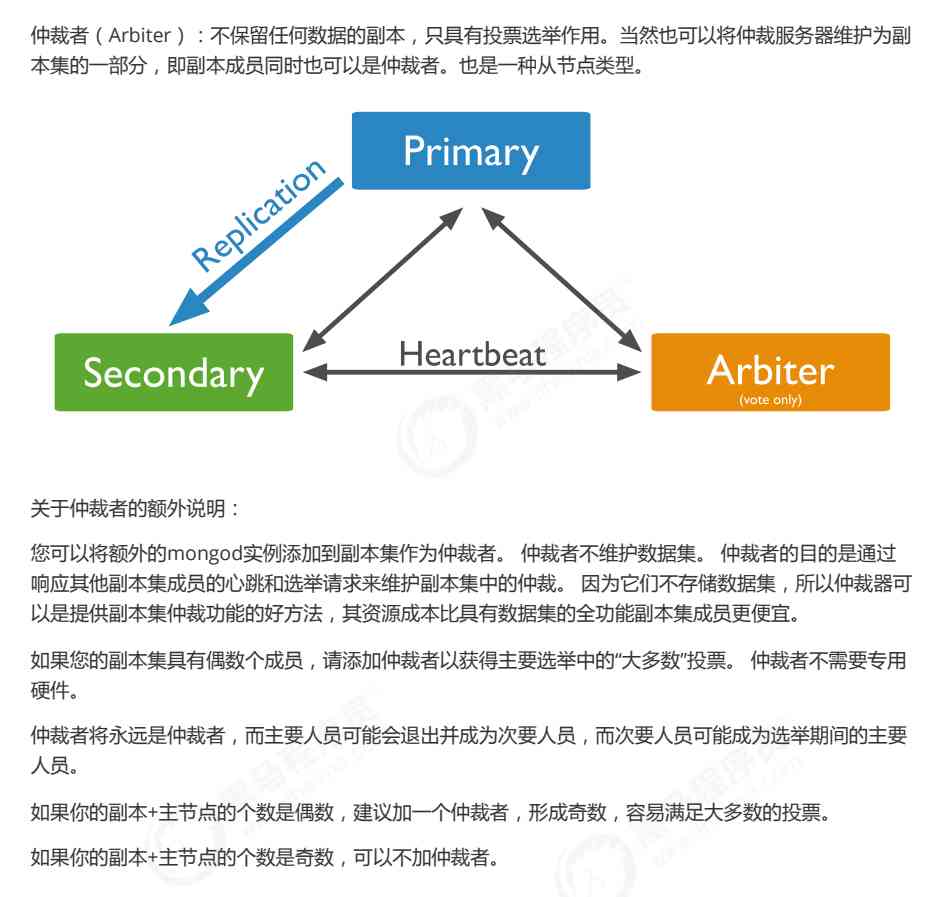 仲裁者（Arbiter）：不保留任何数据的副本，只具有投票选举作用。当然也可以将仲裁服务器维护为副
本集的一部分，即副本成员同时也可以是仲裁者。也是一种从节点类型。
Primary
Replication
Secondary
Heartbeat
Arbiter
(vote only)
关于仲裁者的额外说明：
您可以将额外的mongod实例添加到副本集作为仲裁者。 仲裁者不维护数据集。 仲裁者的目的是通过
响应其他副本集成员的心跳和选举请求来维护副本集中的仲裁。 因为它们不存储数据集，所以仲裁器可
以是提供副本集仲裁功能的好方法，其资源成本比具有数据集的全功能副本集成员更便宜。
如果您的副本集具有偶数个成员，请添加仲裁者以获得主要选举中的“大多数”投票。 仲裁者不需要专用
硬件。
仲裁者将永远是仲裁者，而主要人员可能会退出并成为次要人员，而次要人员可能成为选举期间的主要
人员。
如果你的副本+主节点的个数是偶数，建议加一个仲裁者，形成奇数，容易满足大多数的投票。
如果你的副本+主节点的个数是奇数，可以不加仲裁者。